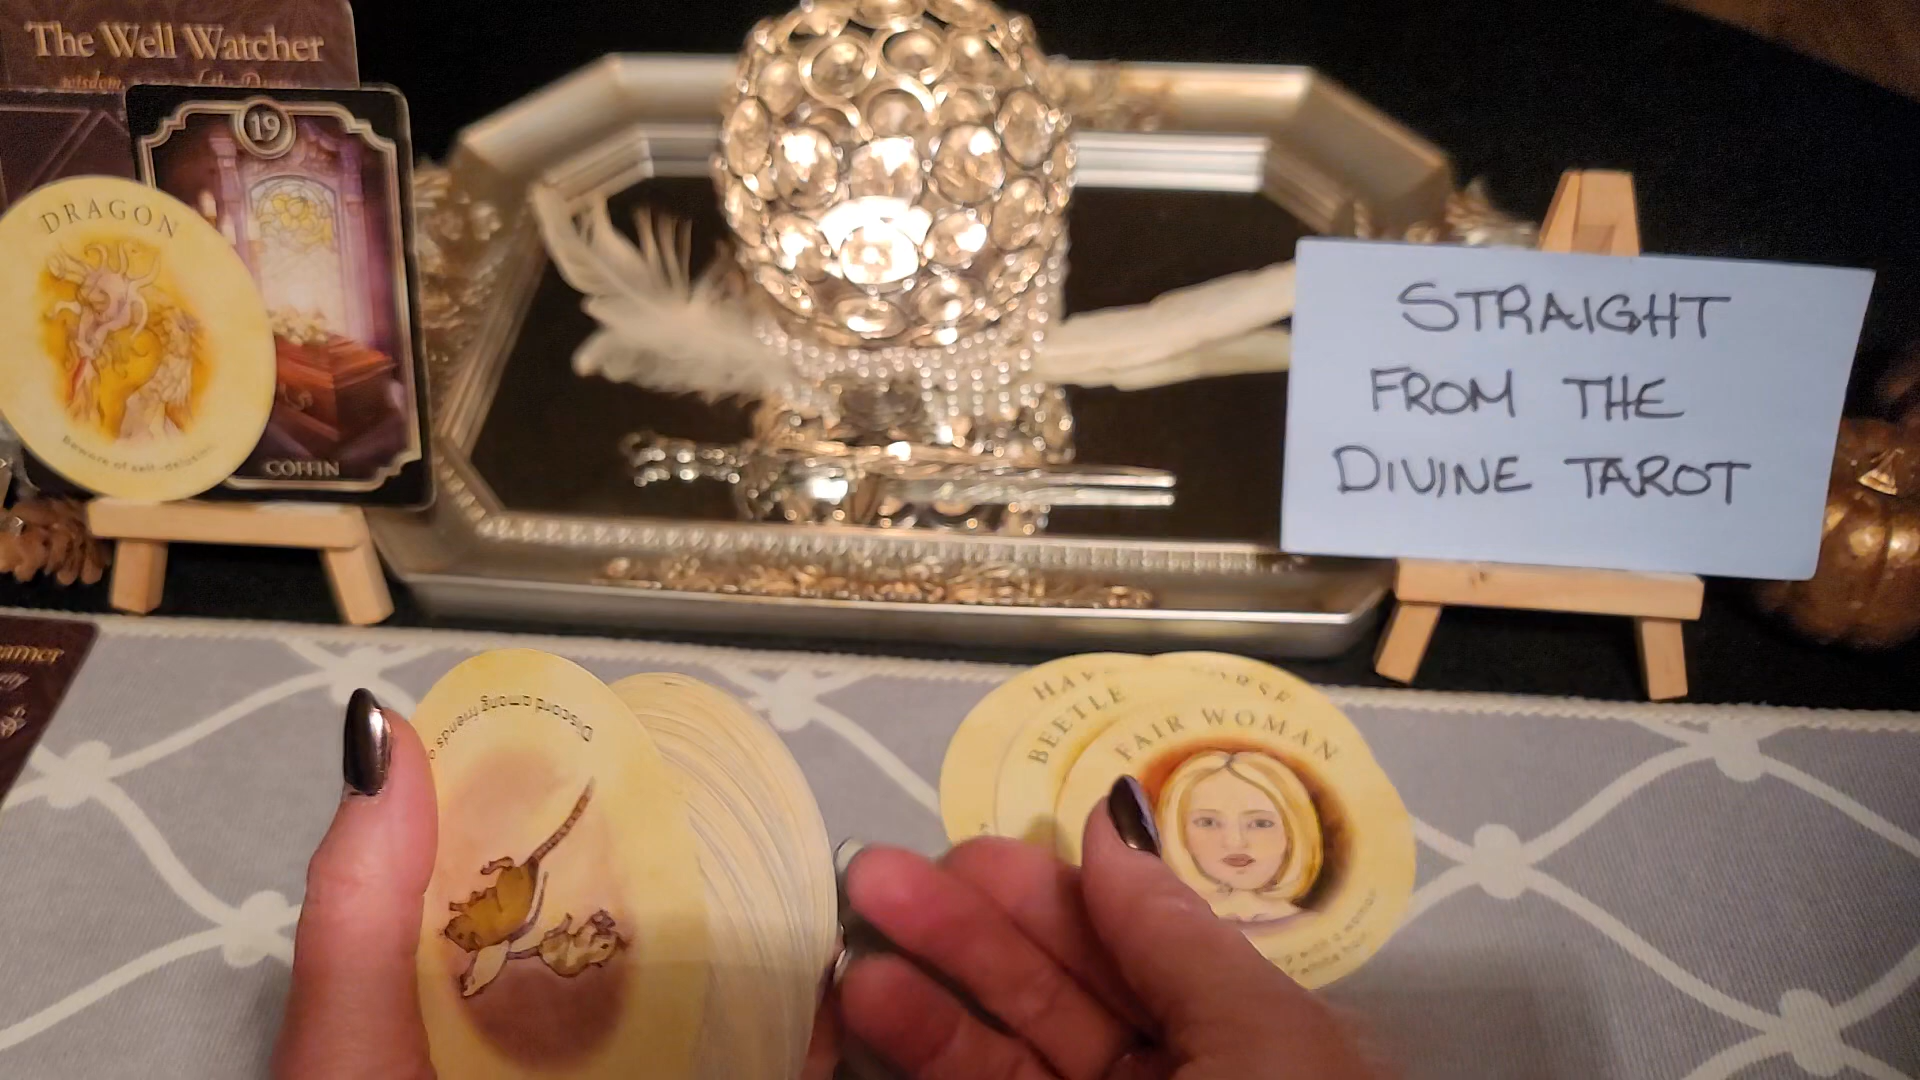 The Well Watcher
wisdom
19
DRAGON
Beware of self-delusion
COFFIN
STRAIGHT
FROM THE
DIVINE TAROT
Discord among friends
BEETLE
FAIR WOMAN